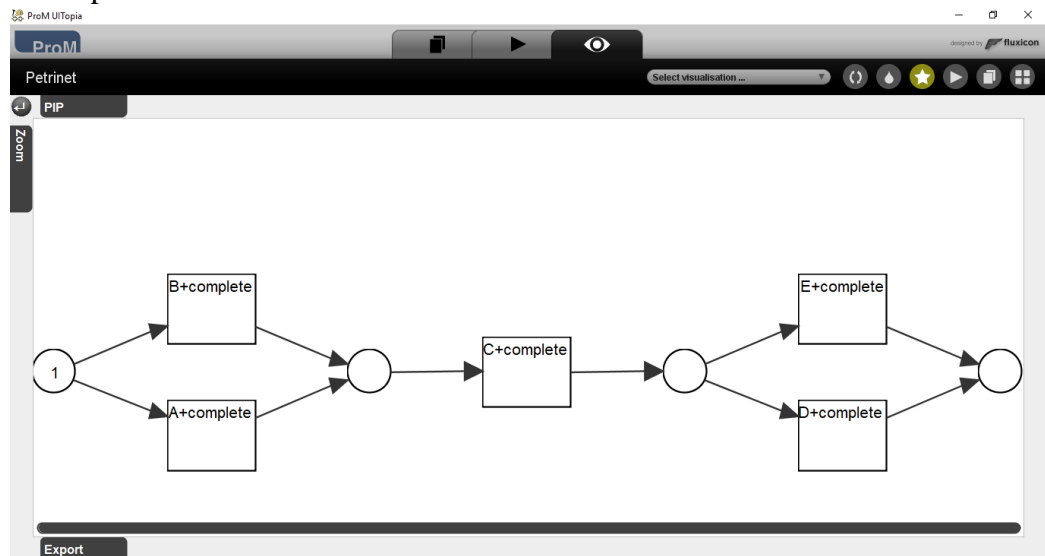 ProM UITopia
ProM
designed by fluxicon
Petrinet
Select visualisation ...
PIP
Zoom
B+complete
E+complete
C+complete
1
A+complete
D+complete
Export